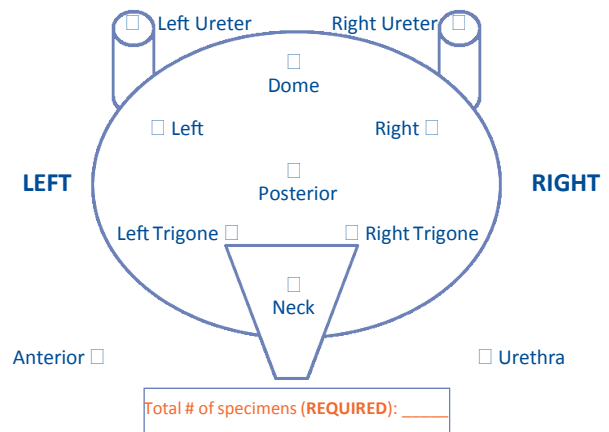 ☐ Left Ureter Right Ureter ☐
☐
Dome
☐ Left Right ☐
LEFT ☐ RIGHT
Posterior
Left Trigone ☐ ☐ Right Trigone
☐
Neck
Anterior ☐ ☐ Urethra
Total # of specimens (REQUIRED): _____